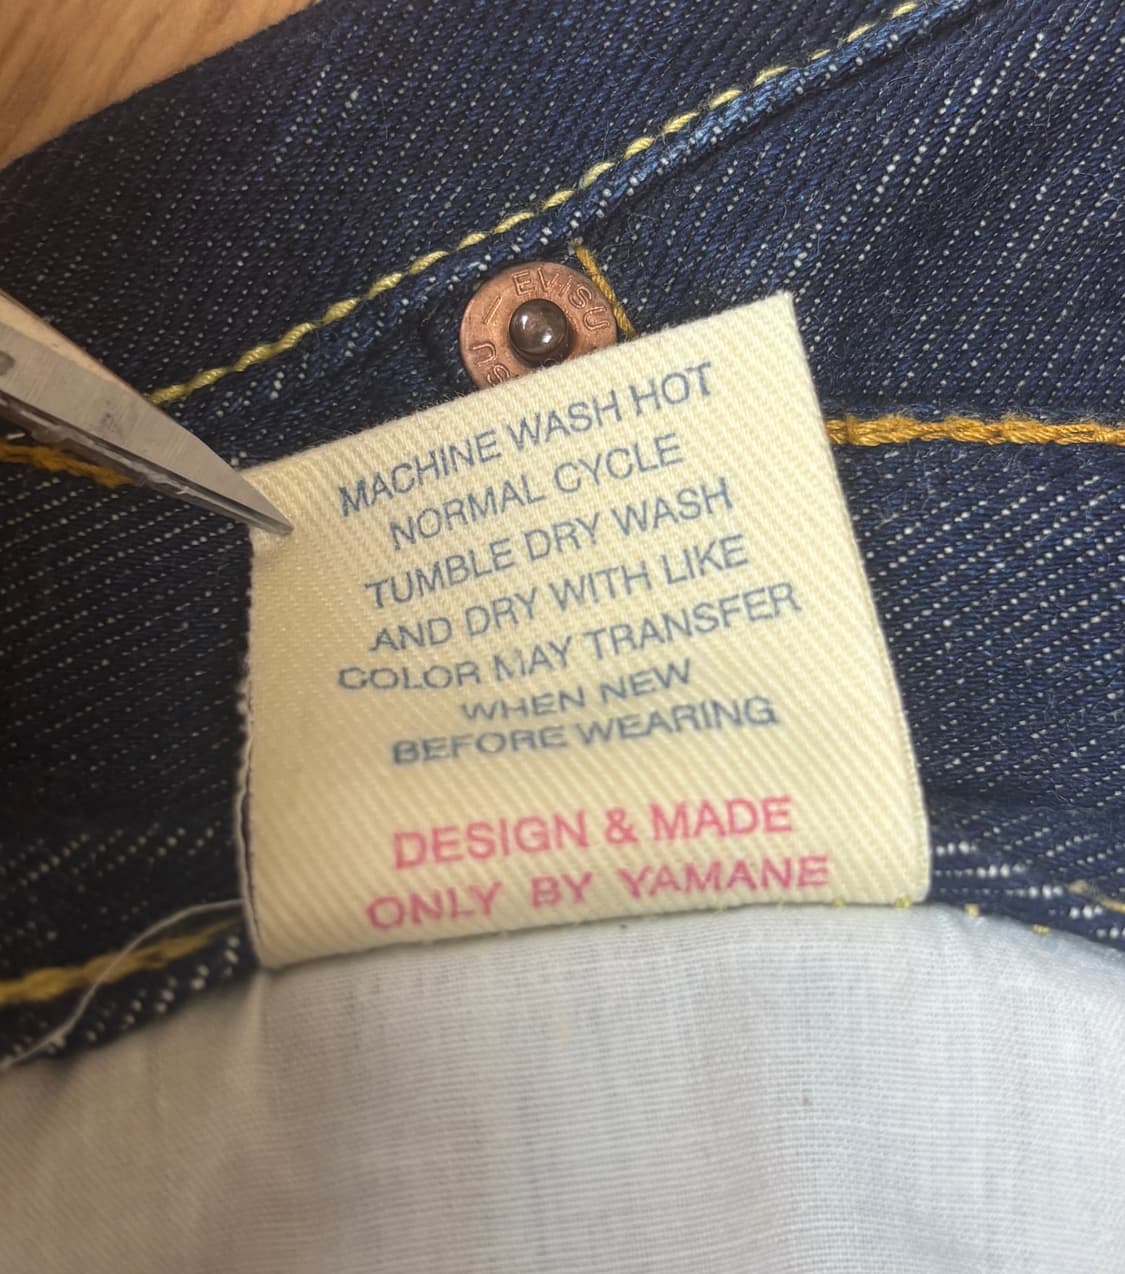 EVISU
SU
MACHINE WASH HOT
NORMAL CYCLE
TUMBLE DRY WASH
AND DRY WITH LIKE
COLOR MAY TRANSFER
WHEN NEW
BEFORE WEARING
DESIGN & MADE
ONLY BY YAMANE